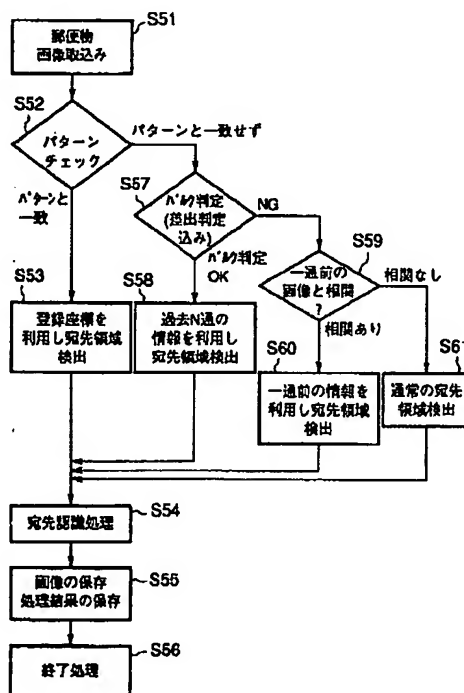 S51
郵便物
画像取込み
S52
パターン
チェック
パターンと一致せず
パターンと
一致
S57
バルク判定
(差出判定
込み)
NG
バルク判定
OK
S59
一通前の
画像と相関
?
相関なし
相関あり
S53
登録座標を
利用し宛先領域
検出
S58
過去N通の
情報を利用し
宛先領域検出
S60
一通前の情報を
利用し宛先領域
検出
S61
通常の宛先
領域検出
S54
宛先認識処理
S55
画像の保存
処理結果の保存
S56
終了処理